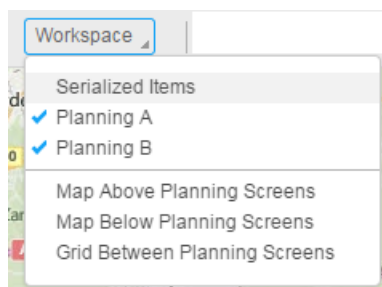 Workspace
Serialized Items
Planning A
Planning B
Map Above Planning Screens
Map Below Planning Screens
Grid Between Planning Screens